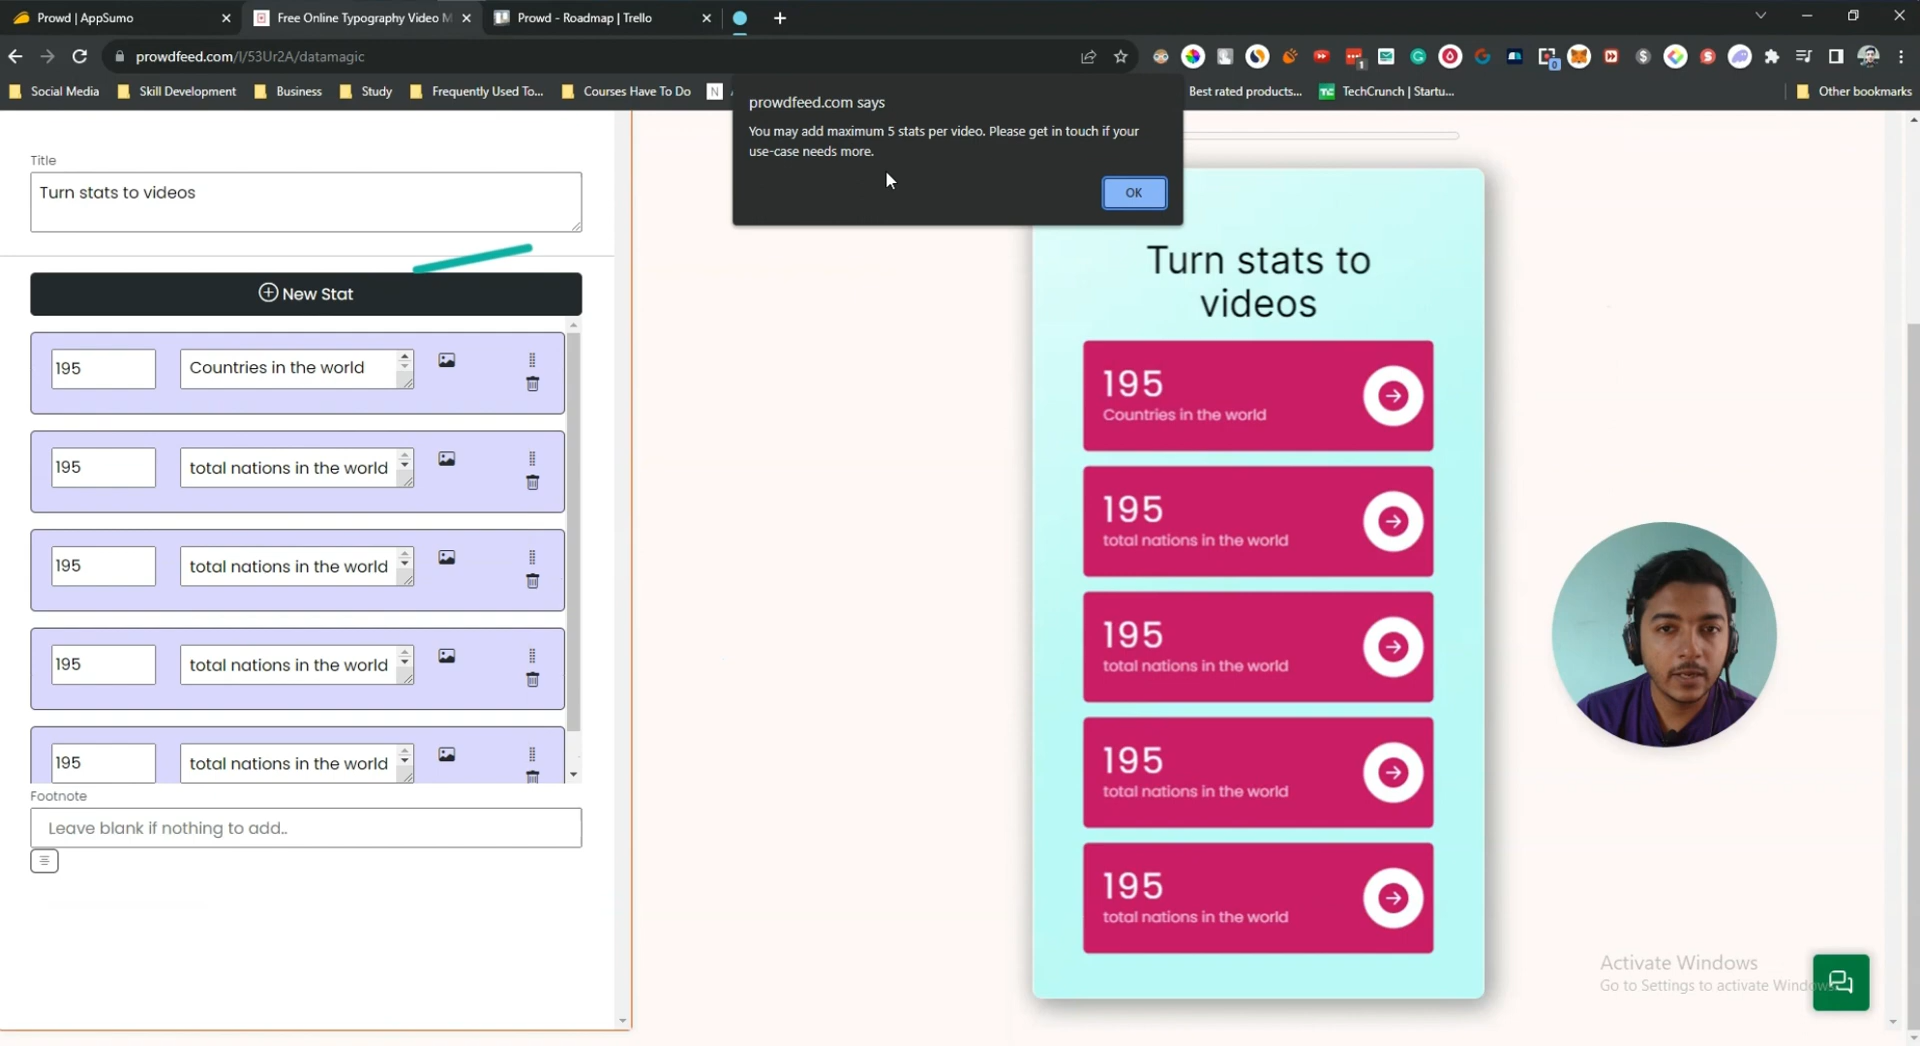 Prowd | AppSumo
Free Online Typography Video M
Prowd - Roadmap | Trello
prowdfeed.com/l/53Ur2A/datamagic
1
0
Social Media
Skill Development
Business
Study
Frequently Used To...
Courses Have To Do
Best rated products...
TechCrunch | Startu...
Other bookmarks
prowdfeed.com says
You may add maximum 5 stats per video. Please get in touch if your
use-case needs more.
OK
Title
Turn stats to videos
New Stat
195
Countries in the world
195
total nations in the world
195
total nations in the world
195
total nations in the world
195
total nations in the world
Footnote
Leave blank if nothing to add..
Turn stats to
videos
195
Countries in the world
195
total nations in the world
195
total nations in the world
195
total nations in the world
195
total nations in the world
Activate Windows
Go to Settings to activate Windows